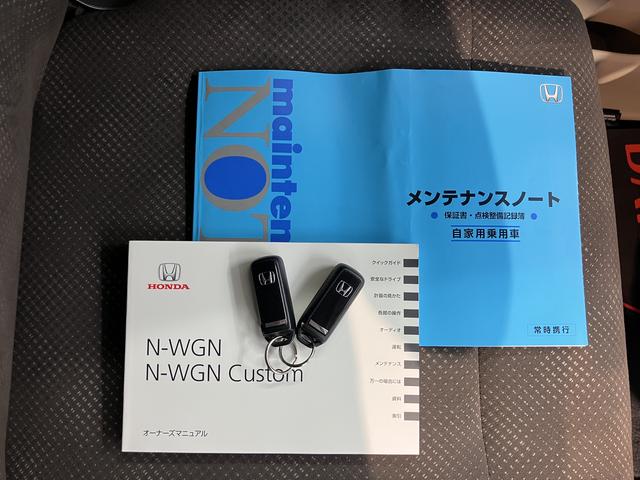 mainten
NO
メンテナンスノート
保証書・点検整備記録簿
自家用乗用車
常時携行
HONDA
N-WGN
N-WGN Custom
オーナーズマニュアル
クイックガイド
安全なドライブ
計器の見かた
各部の操作
オーディオ
運転
メンテナンス
万一の場合には
資料
索引